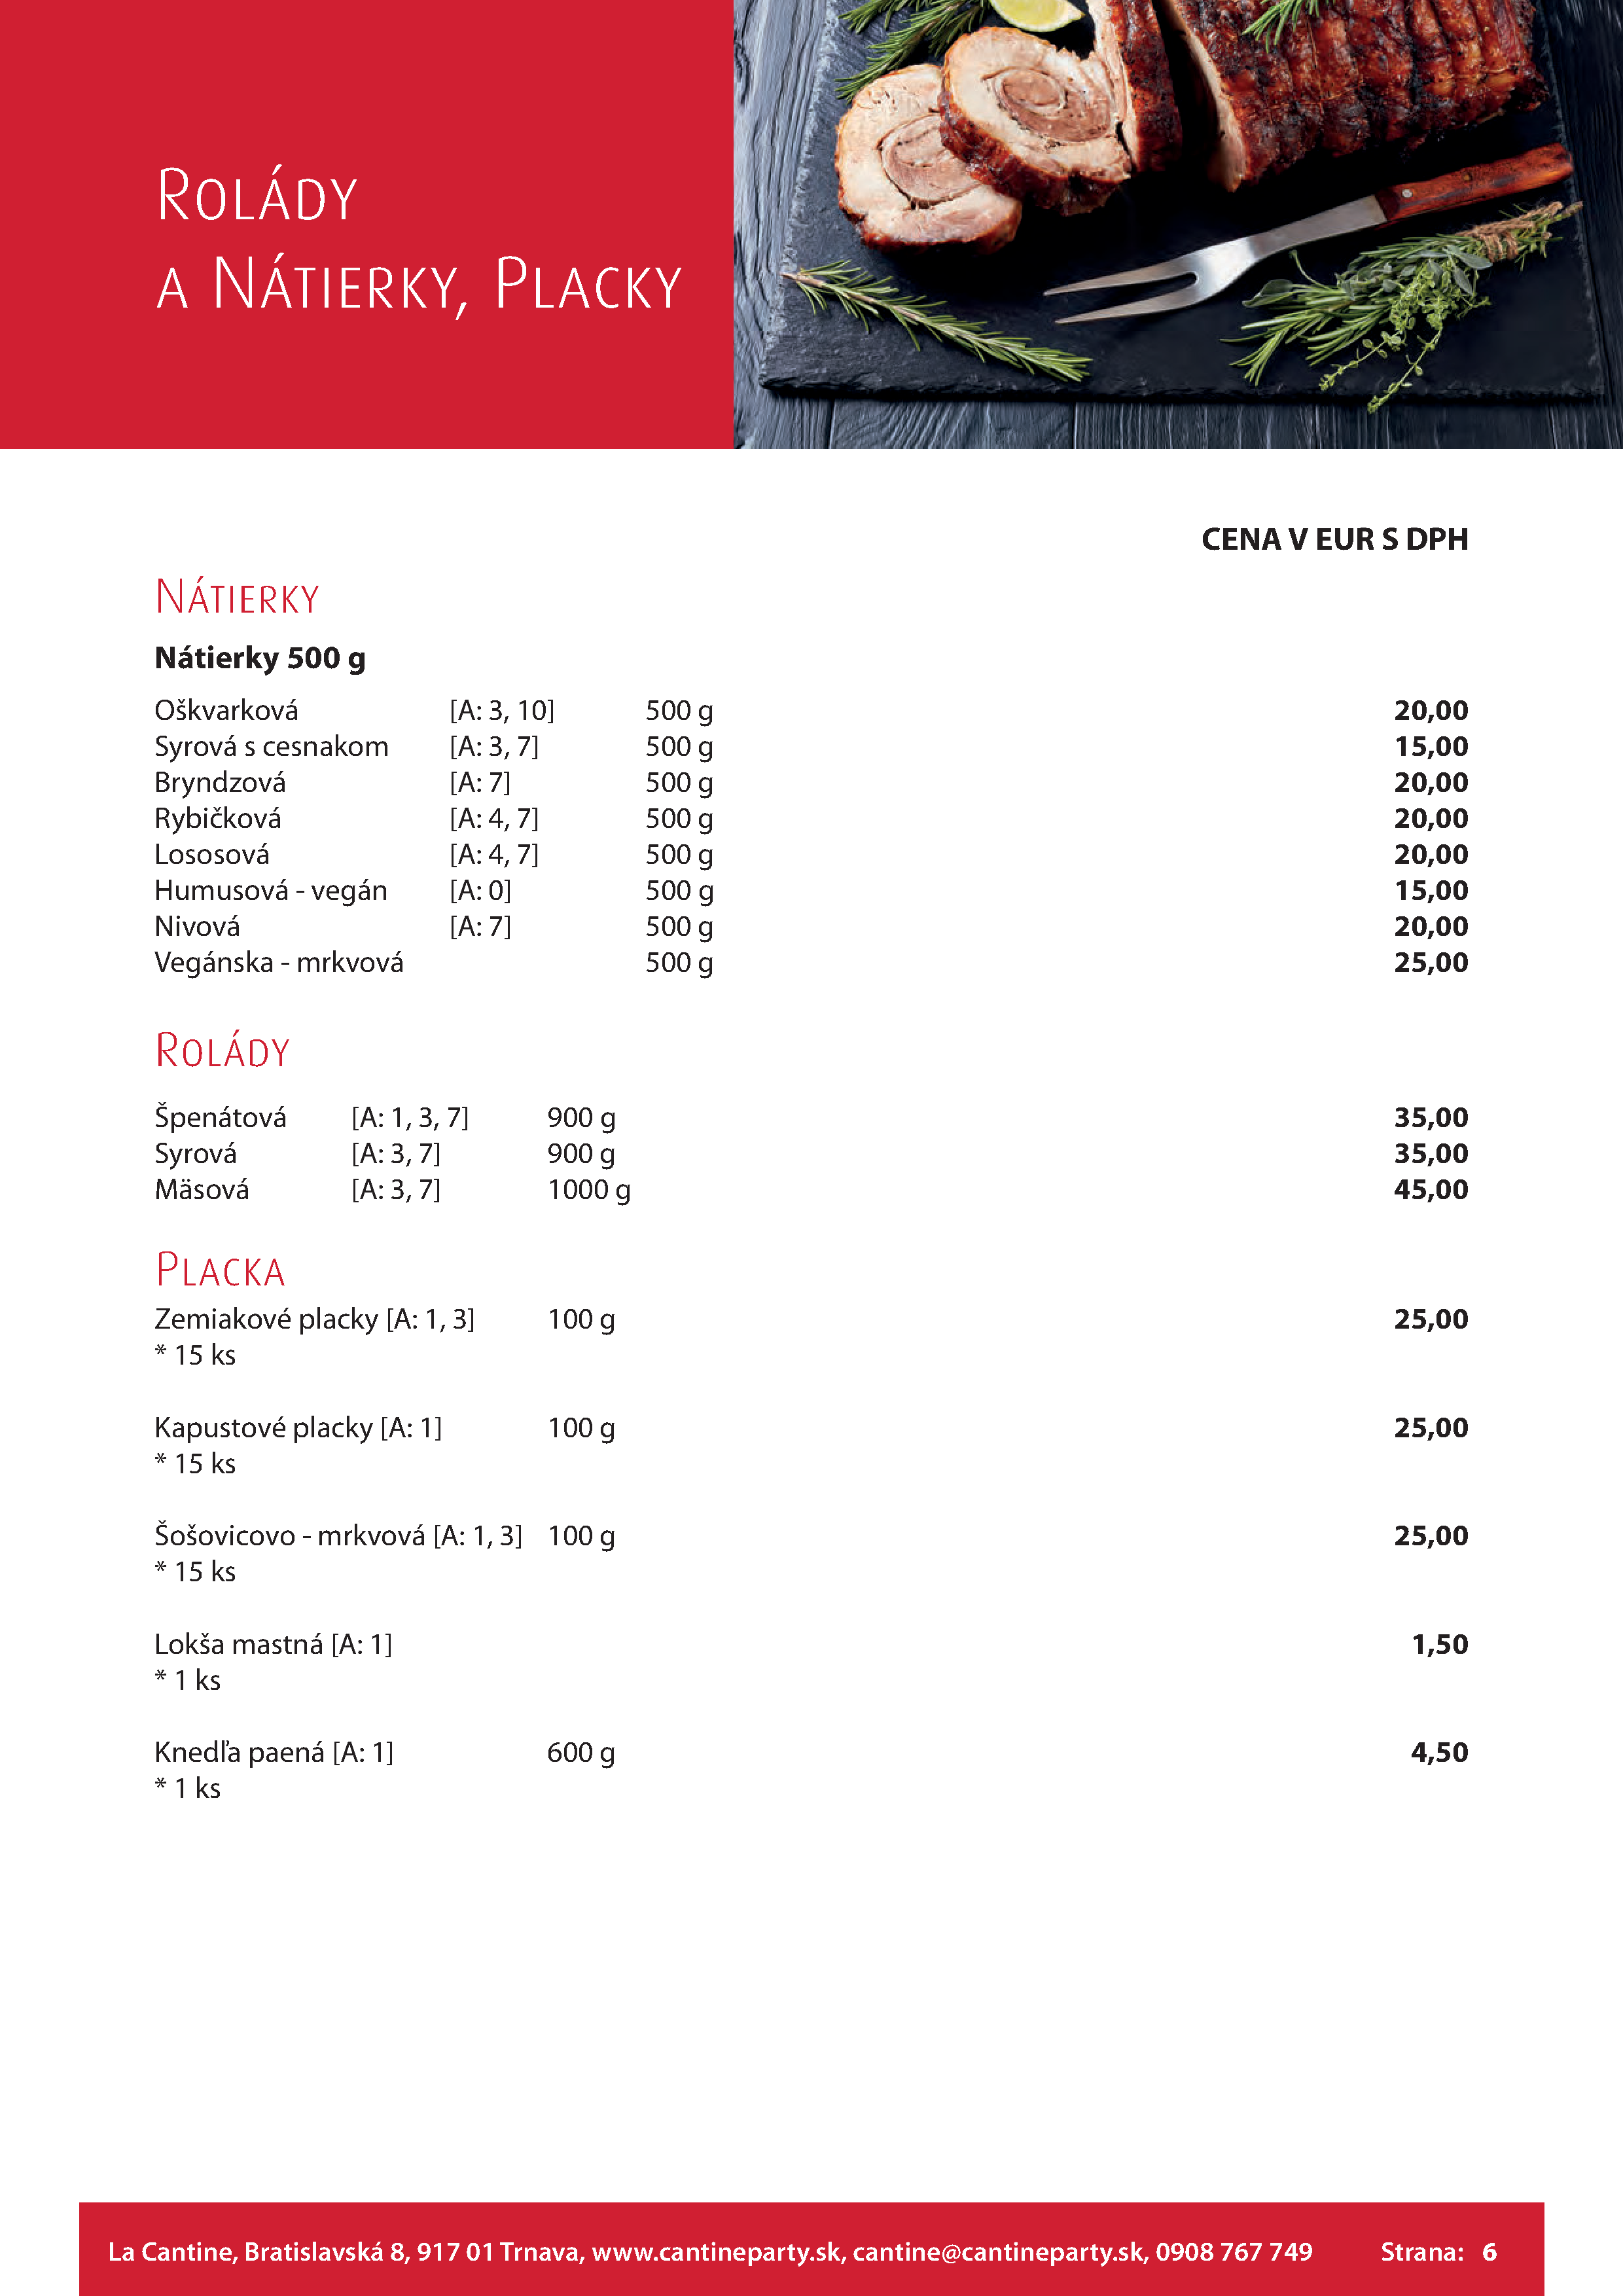 Rolády
a Nátierky, Placky
CENA V EUR S DPH
Nátierky
Nátierky 500 g
Oškvarková [A: 3, 10] 500 g 20,00
Syrová s cesnakom [A: 3, 7] 500 g 15,00
Bryndzová [A: 7] 500 g 20,00
Rybičková [A: 4, 7] 500 g 20,00
Lososová [A: 4, 7] 500 g 20,00
Humusová - vegán [A: 0] 500 g 15,00
Nivová [A: 7] 500 g 20,00
Vegánska - mrkvová 500 g 25,00
Rolády
Špenátová [A: 1, 3, 7] 900 g 35,00
Syrová [A: 3, 7] 900 g 35,00
Mäsová [A: 3, 7] 1000 g 45,00
Placka
Zemiakové placky [A: 1, 3] 100 g 25,00
* 15 ks
Kapustové placky [A: 1] 100 g 25,00
* 15 ks
Šošovicovo - mrkvová [A: 1, 3] 100 g 25,00
* 15 ks
Lokša mastná [A: 1] 1,50
* 1 ks
Knedľa paená [A: 1] 600 g 4,50
* 1 ks
La Cantine, Bratislavská 8, 917 01 Trnava, www.cantineparty.sk, cantine@cantineparty.sk, 0908 767 749 Strana: 6